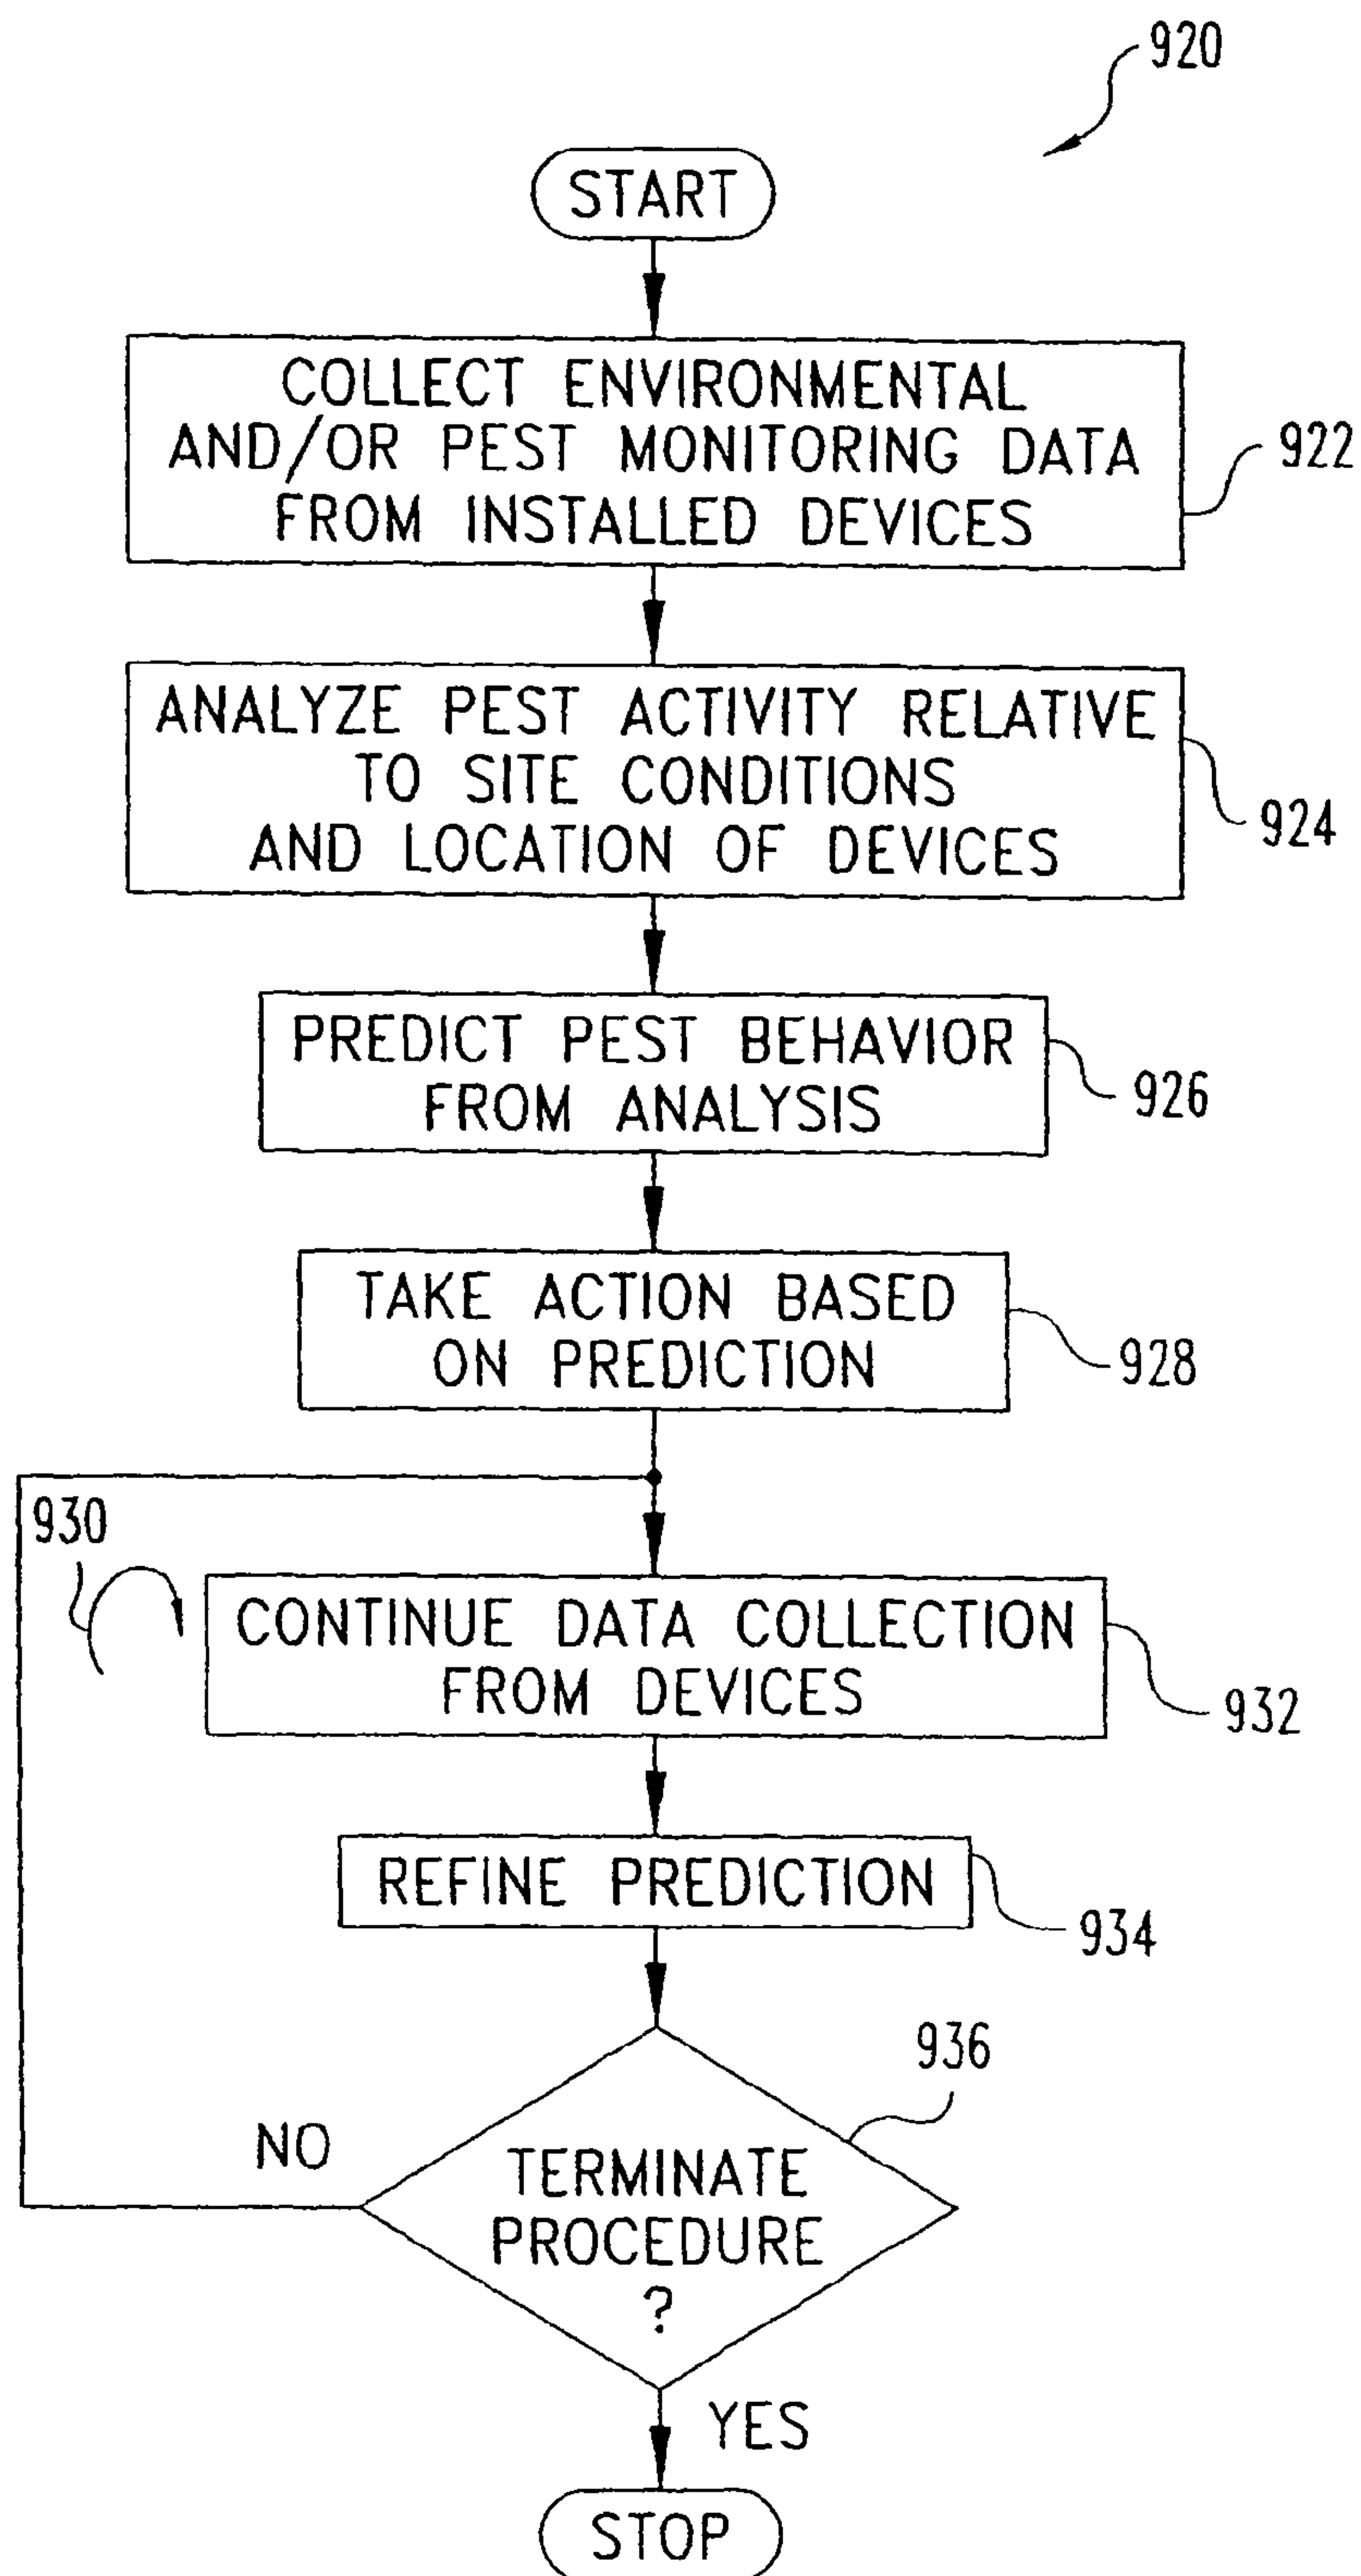 920
START
COLLECT ENVIRONMENTAL
AND/OR PEST MONITORING DATA
FROM INSTALLED DEVICES
922
ANALYZE PEST ACTIVITY RELATIVE
TO SITE CONDITIONS
AND LOCATION OF DEVICES
924
PREDICT PEST BEHAVIOR
FROM ANALYSIS
926
TAKE ACTION BASED
ON PREDICTION
928
930
CONTINUE DATA COLLECTION
FROM DEVICES
932
REFINE PREDICTION
934
936
TERMINATE
PROCEDURE
?
NO
YES
STOP